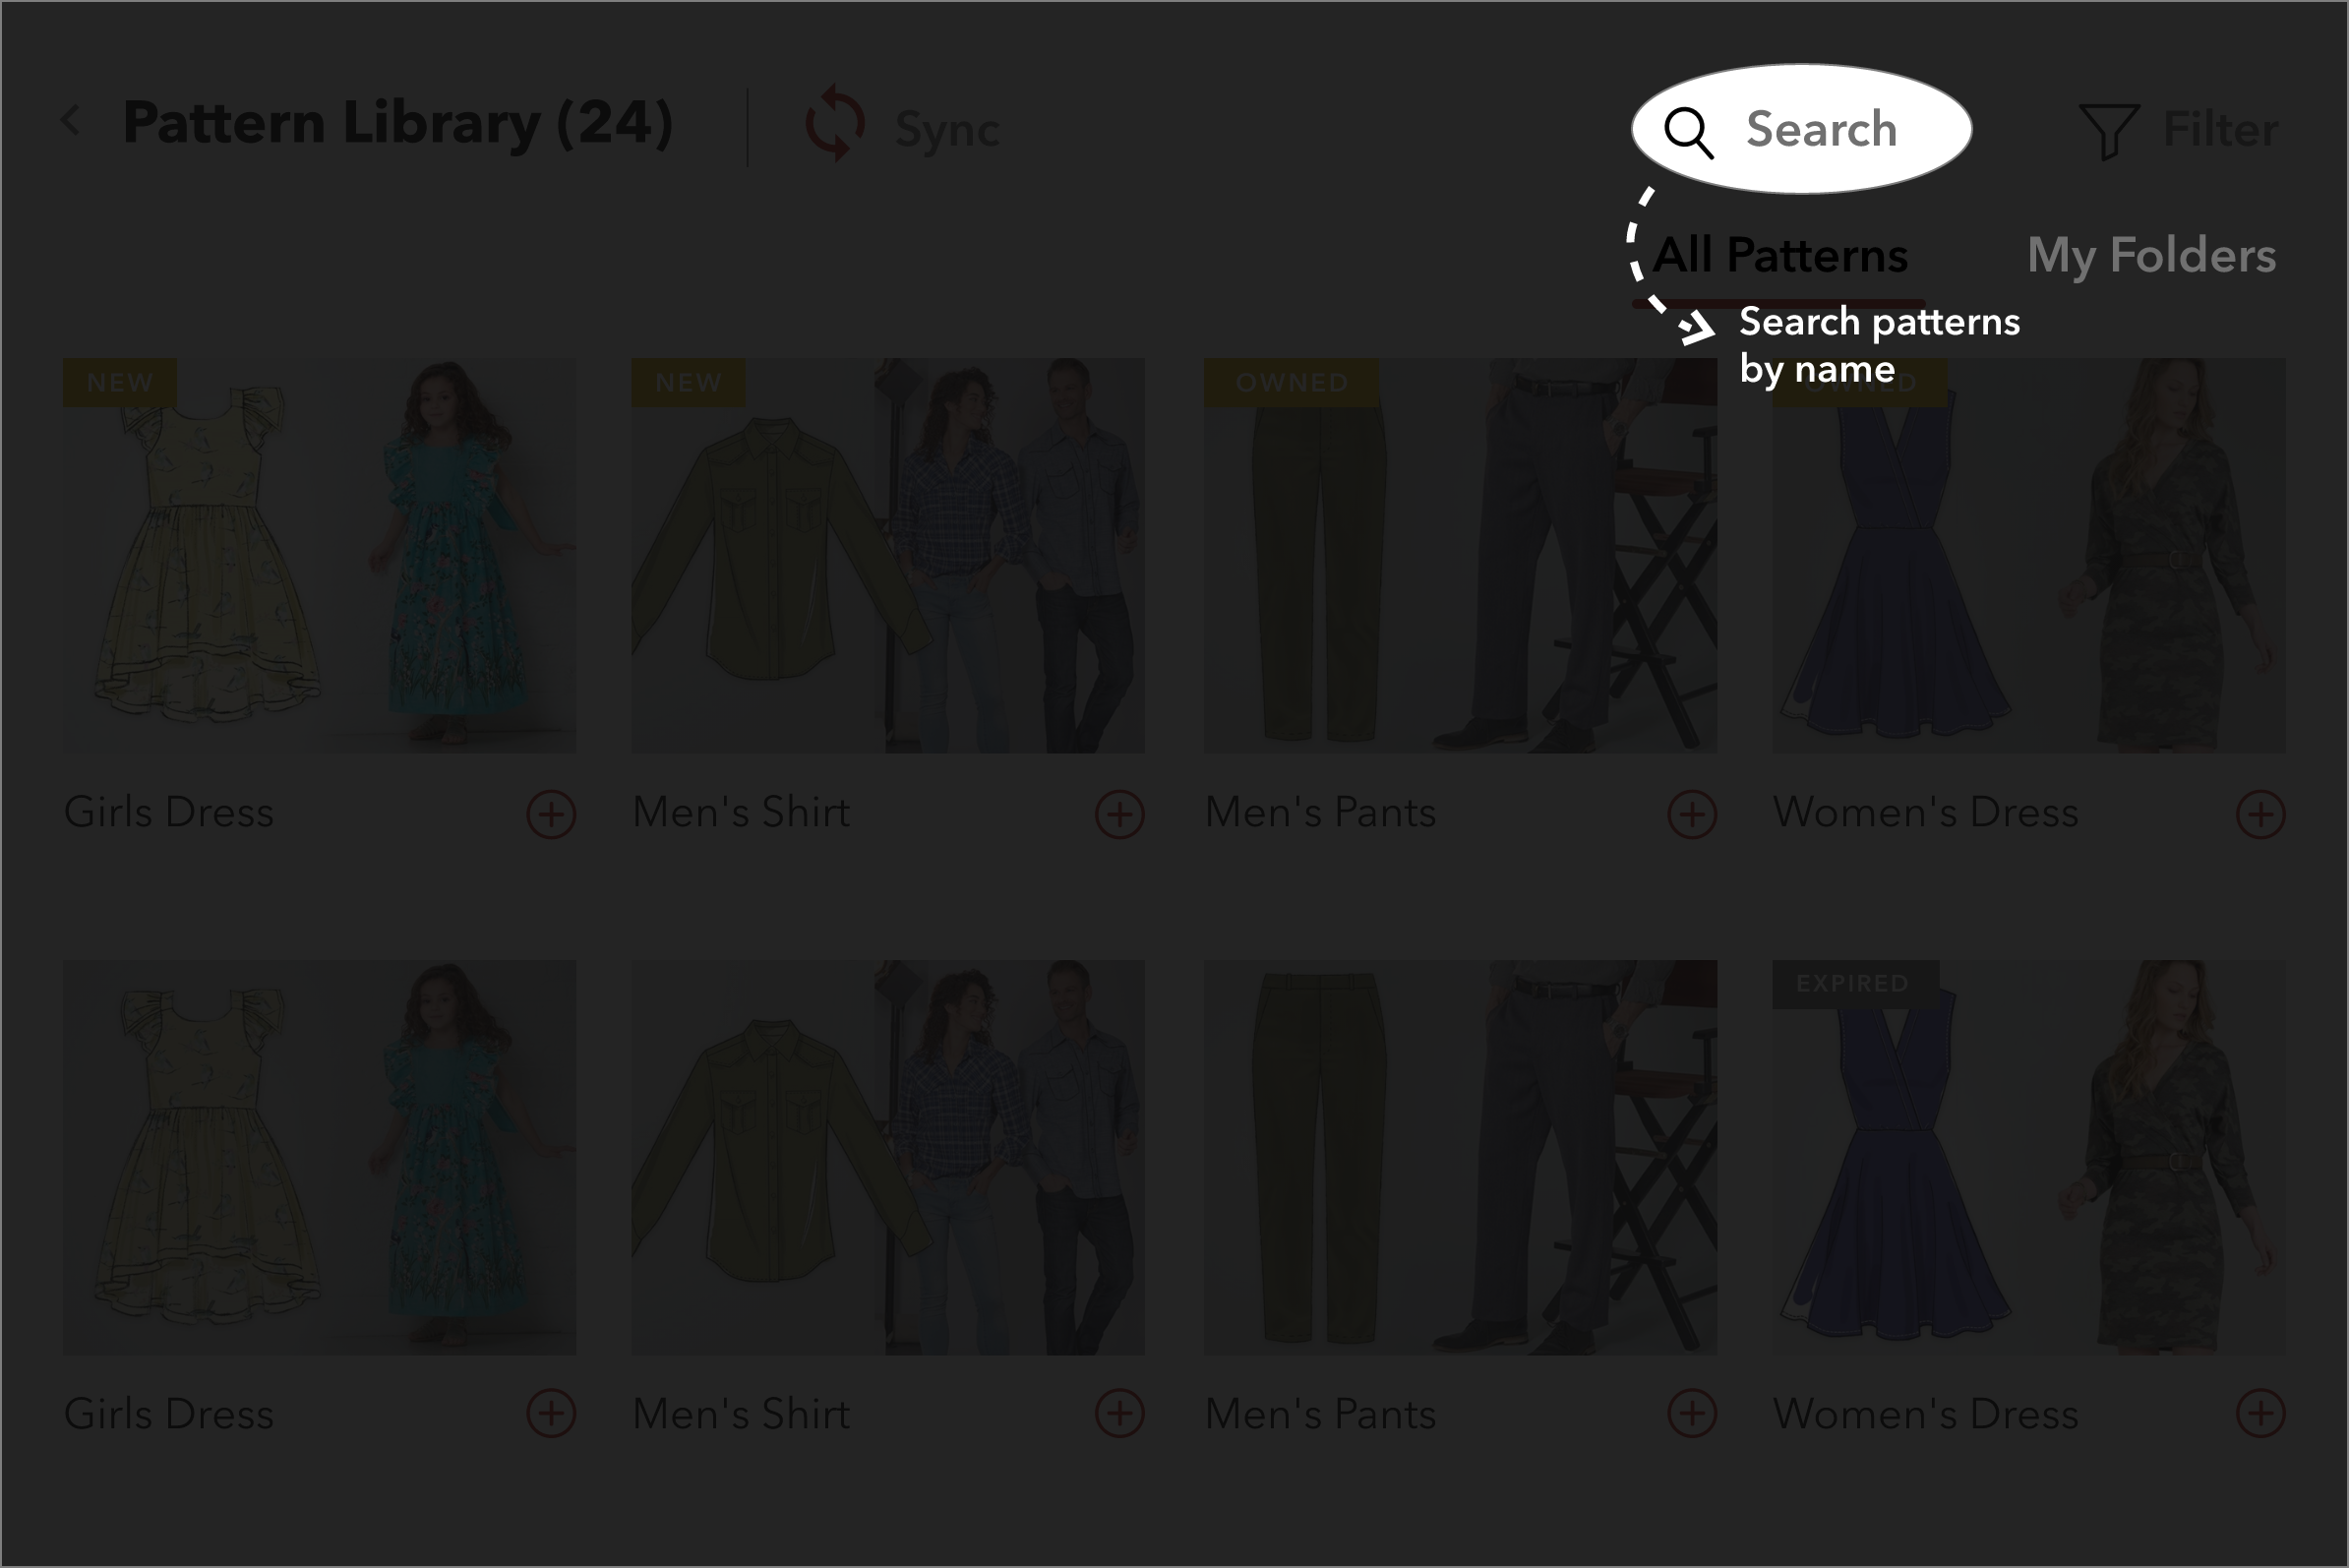 Pattern Library (24)
Sync
Search
Filter
All Patterns
My Folders
Search patterns
by name
NEW
NEW
OWNED
OWNED
Girls Dress
Men's Shirt
Men's Pants
Women's Dress
EXPIRED
Girls Dress
Men's Shirt
Men's Pants
Women's Dress